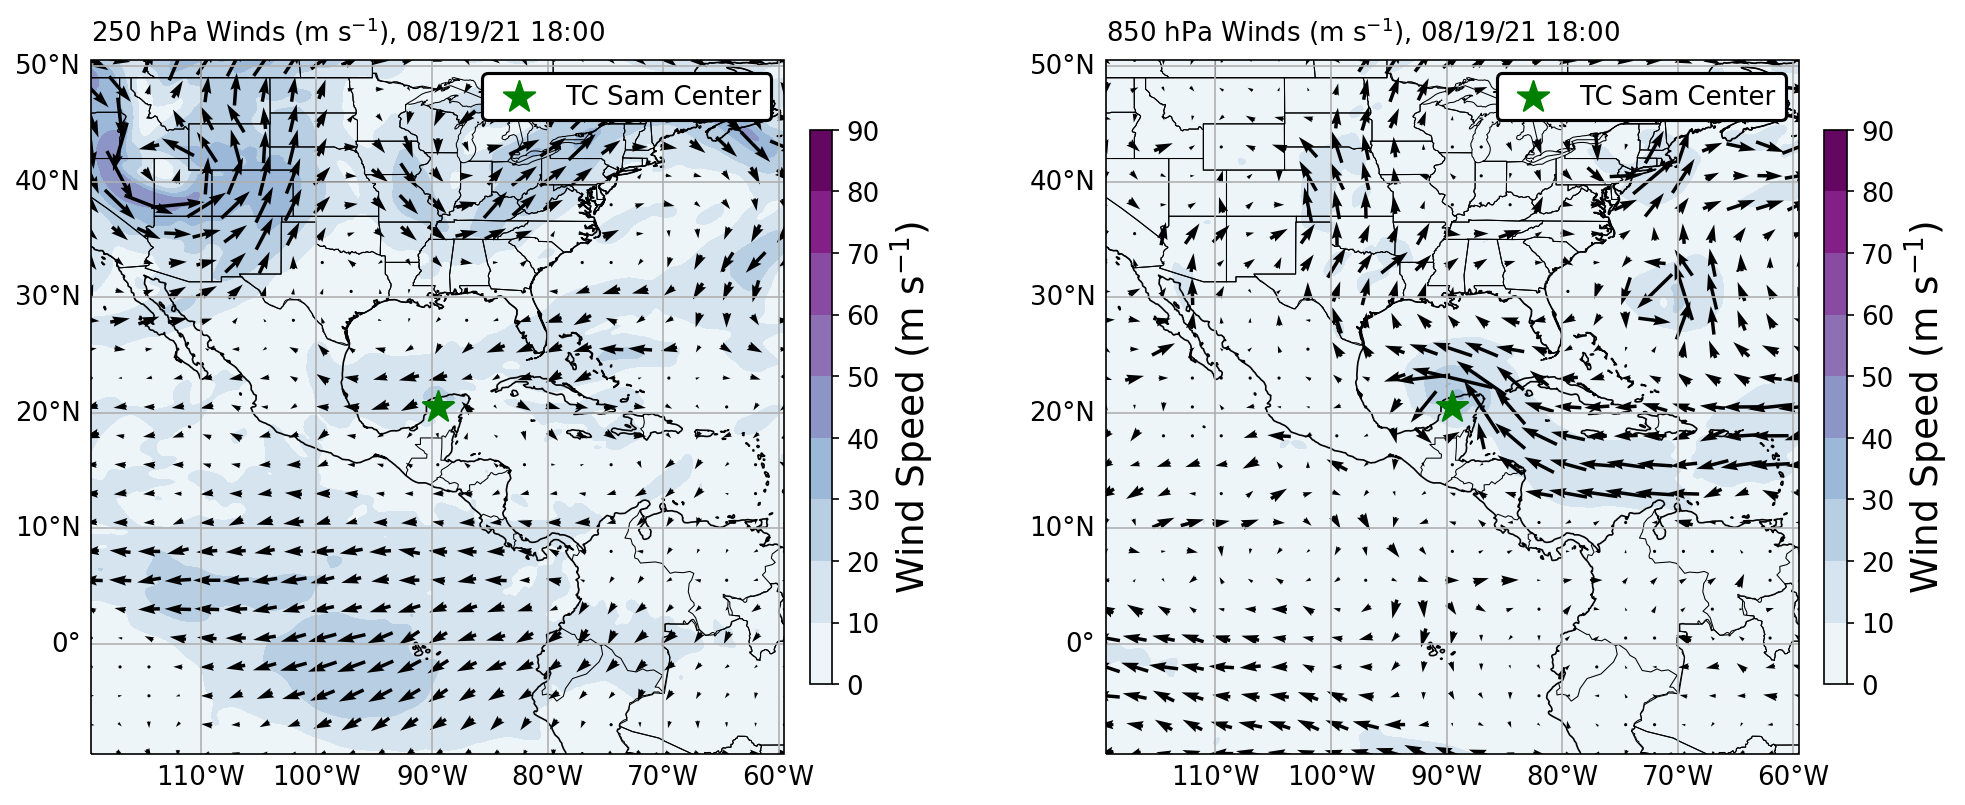 250 hPa Winds (m s⁻¹), 08/19/21 18:00
TC Sam Center
50°N
40°N
30°N
20°N
10°N
0°
110°W 100°W 90°W 80°W 70°W 60°W
90
80
70
60
50
40
30
20
10
0
Wind Speed (m s⁻¹)
850 hPa Winds (m s⁻¹), 08/19/21 18:00
TC Sam Center
50°N
40°N
30°N
20°N
10°N
0°
110°W 100°W 90°W 80°W 70°W 60°W
90
80
70
60
50
40
30
20
10
0
Wind Speed (m s⁻¹)